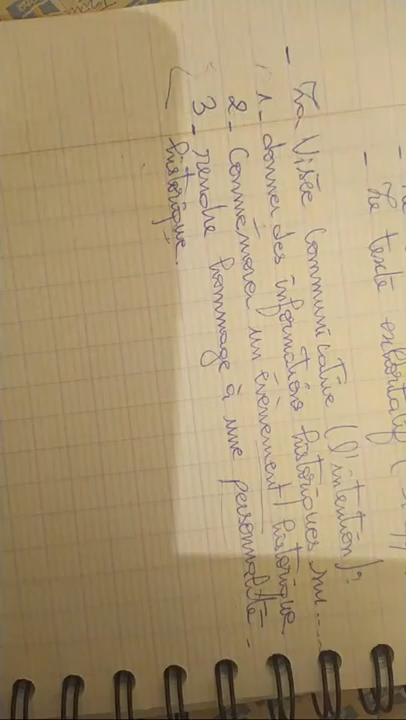 - Le texte exhortatif (
- La Visée communicative (l'intention):
1- donner des informations historiques sur.....
2- Commémorer un évènement historique
3- rendre hommage à une personnalité
historique.